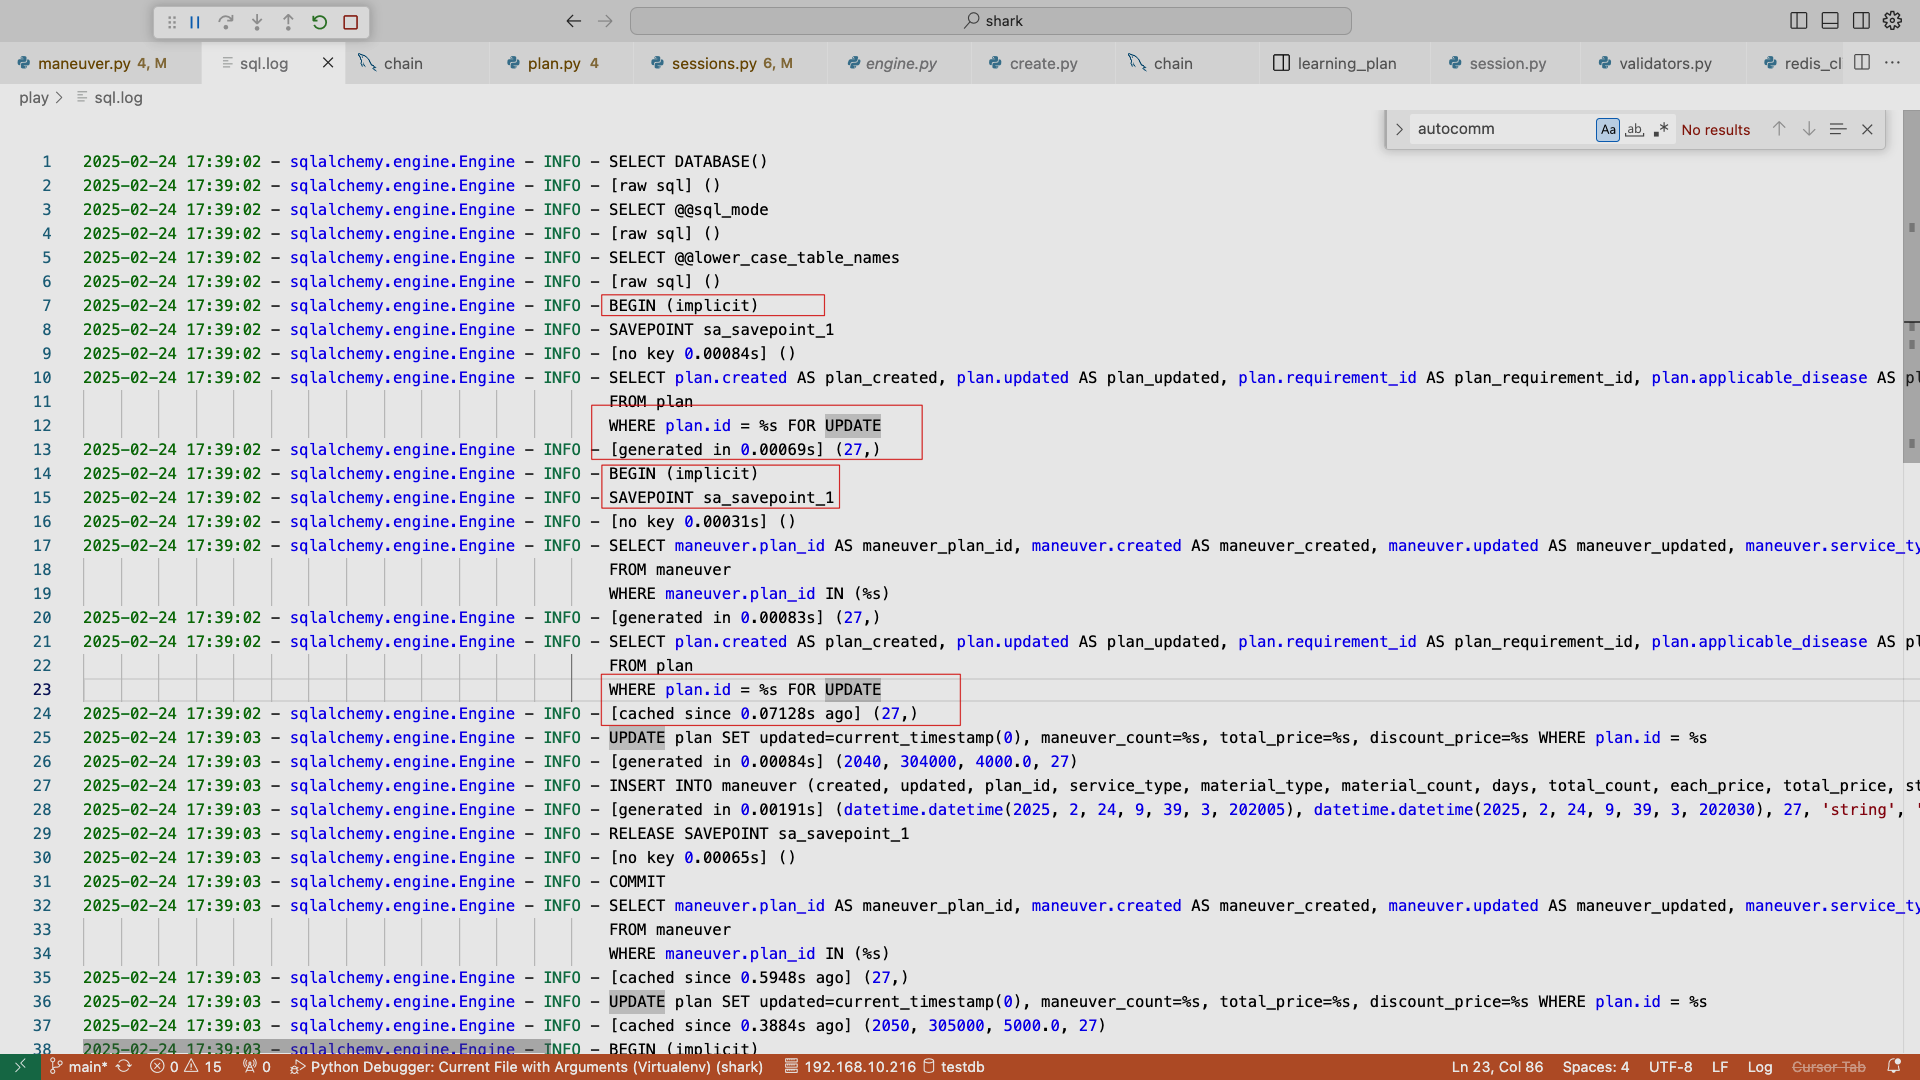 shark
maneuver.py 4, M
sql.log
chain
plan.py 4
sessions.py 6, M
engine.py
create.py
chain
learning_plan
session.py
validators.py
redis_cl
play > sql.log
autocomm Aa ab .* No results
1 2025-02-24 17:39:02 - sqlalchemy.engine.Engine - INFO - SELECT DATABASE()
2 2025-02-24 17:39:02 - sqlalchemy.engine.Engine - INFO - [raw sql] ()
3 2025-02-24 17:39:02 - sqlalchemy.engine.Engine - INFO - SELECT @@sql_mode
4 2025-02-24 17:39:02 - sqlalchemy.engine.Engine - INFO - [raw sql] ()
5 2025-02-24 17:39:02 - sqlalchemy.engine.Engine - INFO - SELECT @@lower_case_table_names
6 2025-02-24 17:39:02 - sqlalchemy.engine.Engine - INFO - [raw sql] ()
7 2025-02-24 17:39:02 - sqlalchemy.engine.Engine - INFO - BEGIN (implicit)
8 2025-02-24 17:39:02 - sqlalchemy.engine.Engine - INFO - SAVEPOINT sa_savepoint_1
9 2025-02-24 17:39:02 - sqlalchemy.engine.Engine - INFO - [no key 0.00084s] ()
10 2025-02-24 17:39:02 - sqlalchemy.engine.Engine - INFO - SELECT plan.created AS plan_created, plan.updated AS plan_updated, plan.requirement_id AS plan_requirement_id, plan.applicable_disease AS pl
11 FROM plan
12 WHERE plan.id = %s FOR UPDATE
13 2025-02-24 17:39:02 - sqlalchemy.engine.Engine - INFO - [generated in 0.00069s] (27,)
14 2025-02-24 17:39:02 - sqlalchemy.engine.Engine - INFO - BEGIN (implicit)
15 2025-02-24 17:39:02 - sqlalchemy.engine.Engine - INFO - SAVEPOINT sa_savepoint_1
16 2025-02-24 17:39:02 - sqlalchemy.engine.Engine - INFO - [no key 0.00031s] ()
17 2025-02-24 17:39:02 - sqlalchemy.engine.Engine - INFO - SELECT maneuver.plan_id AS maneuver_plan_id, maneuver.created AS maneuver_created, maneuver.updated AS maneuver_updated, maneuver.service_ty
18 FROM maneuver
19 WHERE maneuver.plan_id IN (%s)
20 2025-02-24 17:39:02 - sqlalchemy.engine.Engine - INFO - [generated in 0.00083s] (27,)
21 2025-02-24 17:39:02 - sqlalchemy.engine.Engine - INFO - SELECT plan.created AS plan_created, plan.updated AS plan_updated, plan.requirement_id AS plan_requirement_id, plan.applicable_disease AS pl
22 FROM plan
23 WHERE plan.id = %s FOR UPDATE
24 2025-02-24 17:39:02 - sqlalchemy.engine.Engine - INFO - [cached since 0.07128s ago] (27,)
25 2025-02-24 17:39:03 - sqlalchemy.engine.Engine - INFO - UPDATE plan SET updated=current_timestamp(0), maneuver_count=%s, total_price=%s, discount_price=%s WHERE plan.id = %s
26 2025-02-24 17:39:03 - sqlalchemy.engine.Engine - INFO - [generated in 0.00084s] (2040, 304000, 4000.0, 27)
27 2025-02-24 17:39:03 - sqlalchemy.engine.Engine - INFO - INSERT INTO maneuver (created, updated, plan_id, service_type, material_type, material_count, days, total_count, each_price, total_price, st
28 2025-02-24 17:39:03 - sqlalchemy.engine.Engine - INFO - [generated in 0.00191s] (datetime.datetime(2025, 2, 24, 9, 39, 3, 202005), datetime.datetime(2025, 2, 24, 9, 39, 3, 202030), 27, 'string', '
29 2025-02-24 17:39:03 - sqlalchemy.engine.Engine - INFO - RELEASE SAVEPOINT sa_savepoint_1
30 2025-02-24 17:39:03 - sqlalchemy.engine.Engine - INFO - [no key 0.00065s] ()
31 2025-02-24 17:39:03 - sqlalchemy.engine.Engine - INFO - COMMIT
32 2025-02-24 17:39:03 - sqlalchemy.engine.Engine - INFO - SELECT maneuver.plan_id AS maneuver_plan_id, maneuver.created AS maneuver_created, maneuver.updated AS maneuver_updated, maneuver.service_ty
33 FROM maneuver
34 WHERE maneuver.plan_id IN (%s)
35 2025-02-24 17:39:03 - sqlalchemy.engine.Engine - INFO - [cached since 0.5948s ago] (27,)
36 2025-02-24 17:39:03 - sqlalchemy.engine.Engine - INFO - UPDATE plan SET updated=current_timestamp(0), maneuver_count=%s, total_price=%s, discount_price=%s WHERE plan.id = %s
37 2025-02-24 17:39:03 - sqlalchemy.engine.Engine - INFO - [cached since 0.3884s ago] (2050, 305000, 5000.0, 27)
38 2025-02-24 17:39:03 - sqlalchemy.engine.Engine - INFO - BEGIN (implicit)
main* 0 15 0 Python Debugger: Current File with Arguments (Virtualenv) (shark) 192.168.10.216 testdb Ln 23, Col 86 Spaces: 4 UTF-8 LF Log Cursor Tab